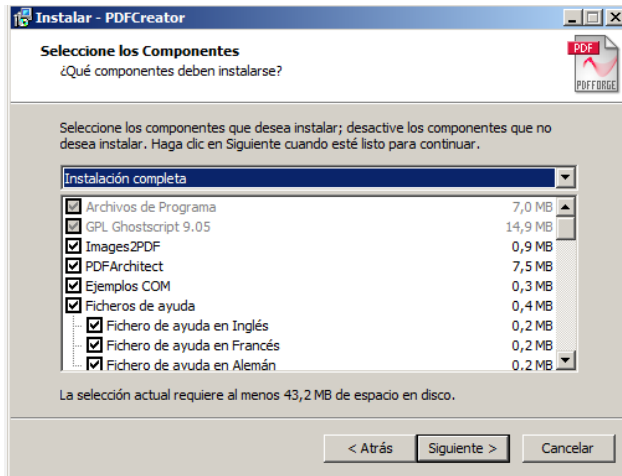 Instalar - PDFCreator
Seleccione los Componentes
¿Qué componentes deben instalarse?
PDF
PDFFORGE
Seleccione los componentes que desea instalar; desactive los componentes que no
desea instalar. Haga clic en Siguiente cuando esté listo para continuar.
Instalación completa
Archivos de Programa 7,0 MB
GPL Ghostscript 9.05 14,9 MB
Images2PDF 0,9 MB
PDFArchitect 7,5 MB
Ejemplos COM 0,3 MB
Ficheros de ayuda 0,4 MB
Fichero de ayuda en Inglés 0,2 MB
Fichero de ayuda en Francés 0,2 MB
Fichero de ayuda en Alemán 0,2 MB
La selección actual requiere al menos 43,2 MB de espacio en disco.
< Atrás Siguiente > Cancelar